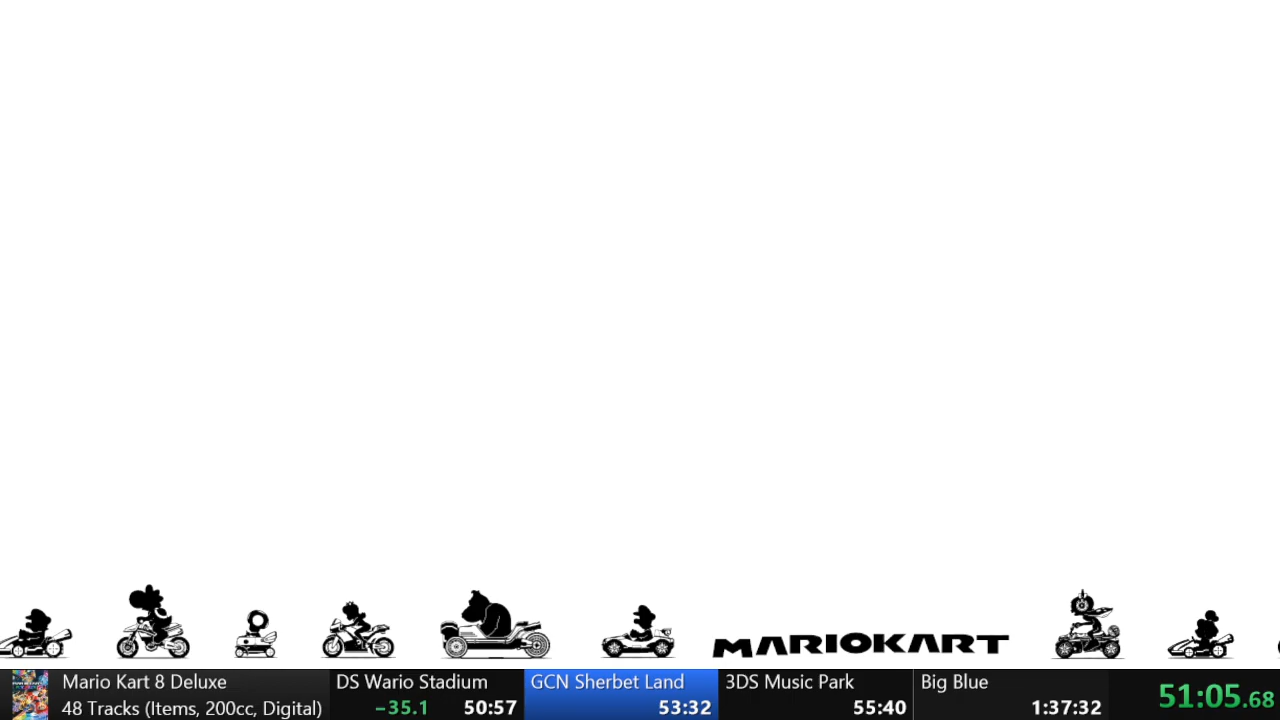 MARIOKART
Mario Kart 8 Deluxe
48 Tracks (Items, 200cc, Digital)
DS Wario Stadium
-35.1 50:57
GCN Sherbet Land
53:32
3DS Music Park
55:40
Big Blue
1:37:32
51:05.68